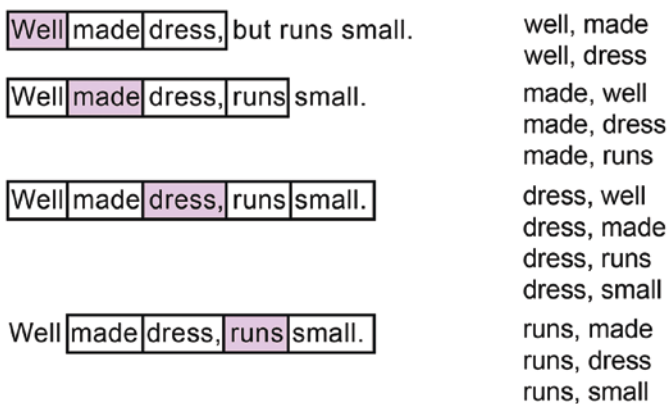 Well made dress, but runs small.
well, made
well, dress
Well made dress, runs small.
made, well
made, dress
made, runs
Well made dress, runs small.
dress, well
dress, made
dress, runs
dress, small
Well made dress, runs small.
runs, made
runs, dress
runs, small